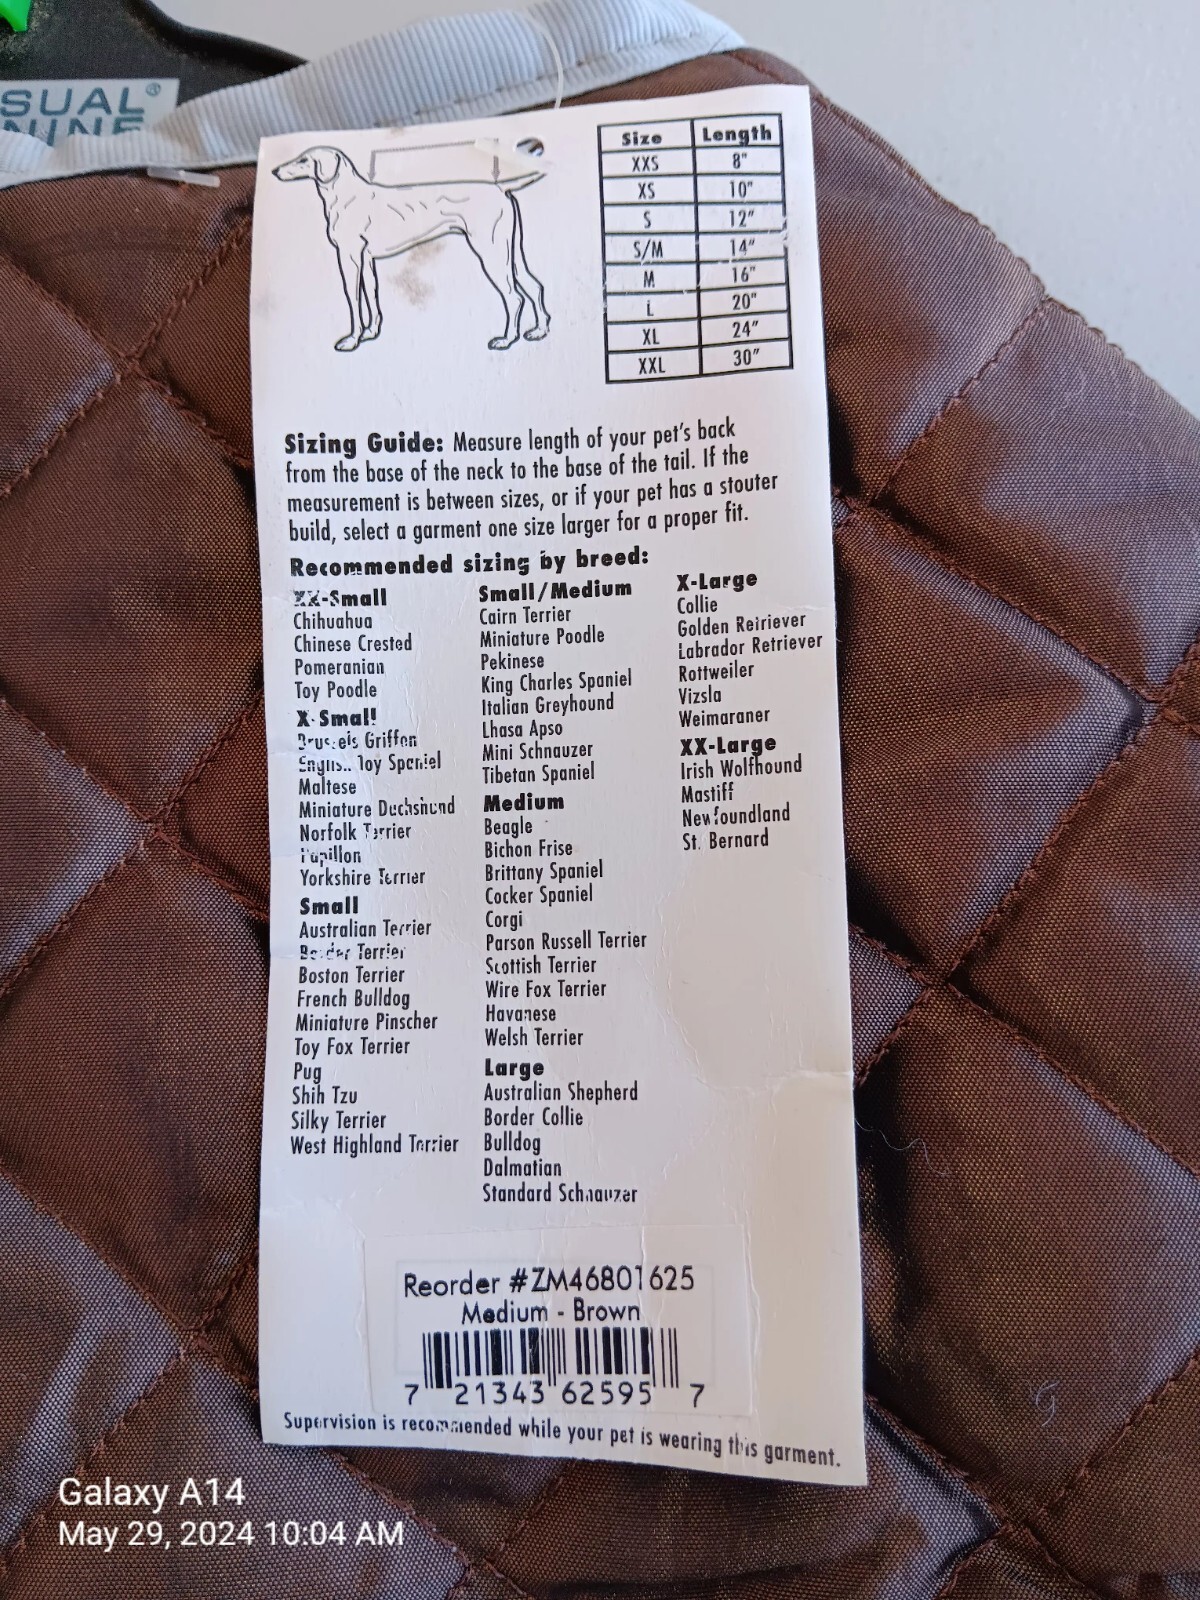 SUAL®
NINE
Size Length
XXS 8"
XS 10"
S 12"
S/M 14"
M 16"
L 20"
XL 24"
XXL 30"
Sizing Guide: Measure length of your pet's back
from the base of the neck to the base of the tail. If the
measurement is between sizes, or if your pet has a stouter
build, select a garment one size larger for a proper fit.
Recommended sizing by breed:
XX-Small
Chihuahua
Chinese Crested
Pomeranian
Toy Poodle
X-Small
Brussels Griffon
English Toy Spaniel
Maltese
Miniature Dachshund
Norfolk Terrier
Papillon
Yorkshire Terrier
Small
Australian Terrier
Border Terrier
Boston Terrier
French Bulldog
Miniature Pinscher
Toy Fox Terrier
Pug
Shih Tzu
Silky Terrier
West Highland Terrier
Small/Medium
Cairn Terrier
Miniature Poodle
Pekinese
King Charles Spaniel
Italian Greyhound
Lhasa Apso
Mini Schnauzer
Tibetan Spaniel
Medium
Beagle
Bichon Frise
Brittany Spaniel
Cocker Spaniel
Corgi
Parson Russell Terrier
Scottish Terrier
Wire Fox Terrier
Havanese
Welsh Terrier
Large
Australian Shepherd
Border Collie
Bulldog
Dalmatian
Standard Schnauzer
X-Large
Collie
Golden Retriever
Labrador Retriever
Rottweiler
Vizsla
Weimaraner
XX-Large
Irish Wolfhound
Mastiff
Newfoundland
St. Bernard
Reorder #ZM46801625
Medium - Brown
7 21343 62595 7
Supervision is recommended while your pet is wearing this garment.
Galaxy A14
May 29, 2024 10:04 AM